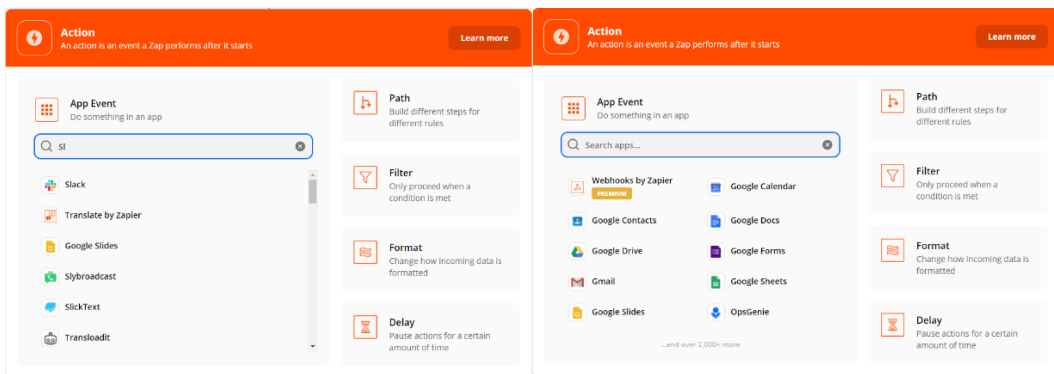 Action
An action is an event a Zap performs after it starts
Learn more
App Event
Do something in an app
Sl
Slack
Translate by Zapier
Google Slides
Slybroadcast
SlickText
Transloadit
Path
Build different steps for
different rules
Filter
Only proceed when a
condition is met
Format
Change how incoming data is
formatted
Delay
Pause actions for a certain
amount of time
Action
An action is an event a Zap performs after it starts
Learn more
App Event
Do something in an app
Search apps...
Webhooks by Zapier
PREMIUM
Google Calendar
Google Contacts
Google Docs
Google Drive
Google Forms
Gmail
Google Sheets
Google Slides
OpsGenie
...and over 2,000+ more
Path
Build different steps for
different rules
Filter
Only proceed when a
condition is met
Format
Change how incoming data is
formatted
Delay
Pause actions for a certain
amount of time